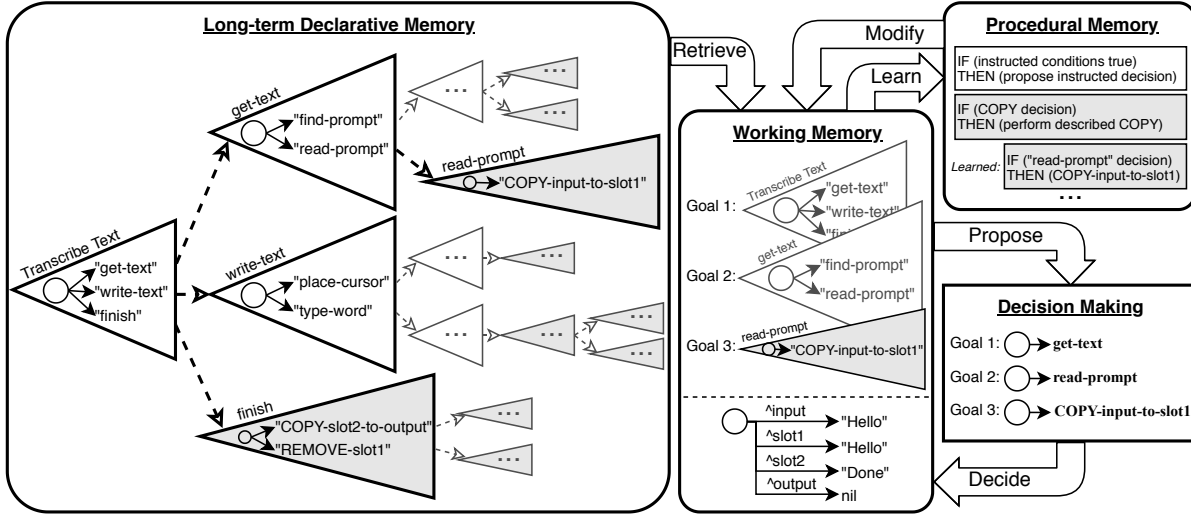 Long-term Declarative Memory
get-text
"find-prompt"
"read-prompt"
...
...
...
read-prompt
"COPY-input-to-slot1"
Transcribe Text
"get-text"
"write-text"
"finish"
write-text
"place-cursor"
"type-word"
...
...
...
...
...
...
finish
"COPY-slot2-to-output"
"REMOVE-slot1"
...
...
Retrieve
Modify
Learn
Procedural Memory
IF (instructed conditions true)
THEN (propose instructed decision)
IF (COPY decision)
THEN (perform described COPY)
Learned:
IF ("read-prompt" decision)
THEN (COPY-input-to-slot1)
...
Working Memory
Transcribe Text
Goal 1:
"get-text"
"write-text"
"fini
get-text
Goal 2:
"find-prompt"
"read-prompt"
read-prompt
Goal 3:
"COPY-input-to-slot1"
^input
"Hello"
^slot1
"Hello"
^slot2
"Done"
^output
nil
Propose
Decision Making
Goal 1:
get-text
Goal 2:
read-prompt
Goal 3:
COPY-input-to-slot1
Decide